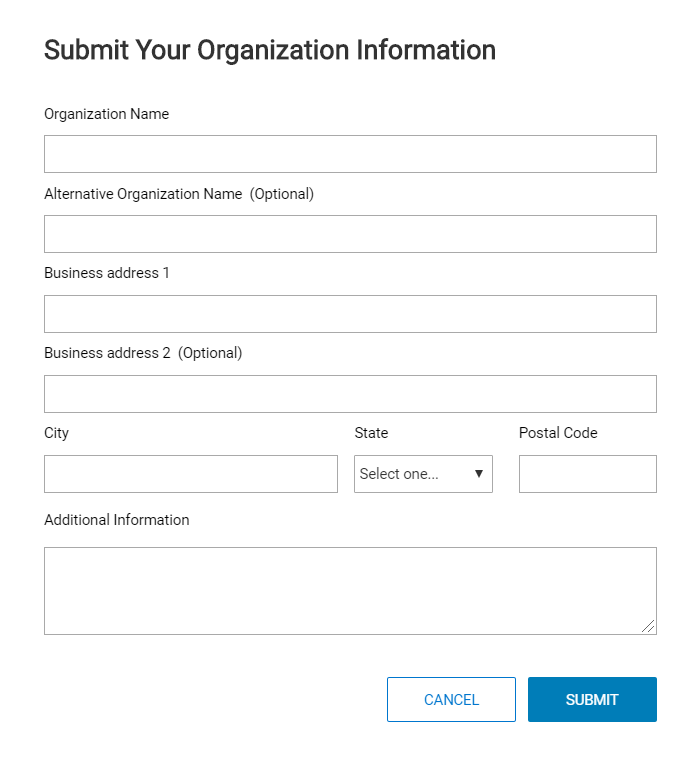 Submit Your Organization Information
Organization Name
Alternative Organization Name (Optional)
Business address 1
Business address 2 (Optional)
City State Postal Code
Select one...
Additional Information
CANCEL SUBMIT